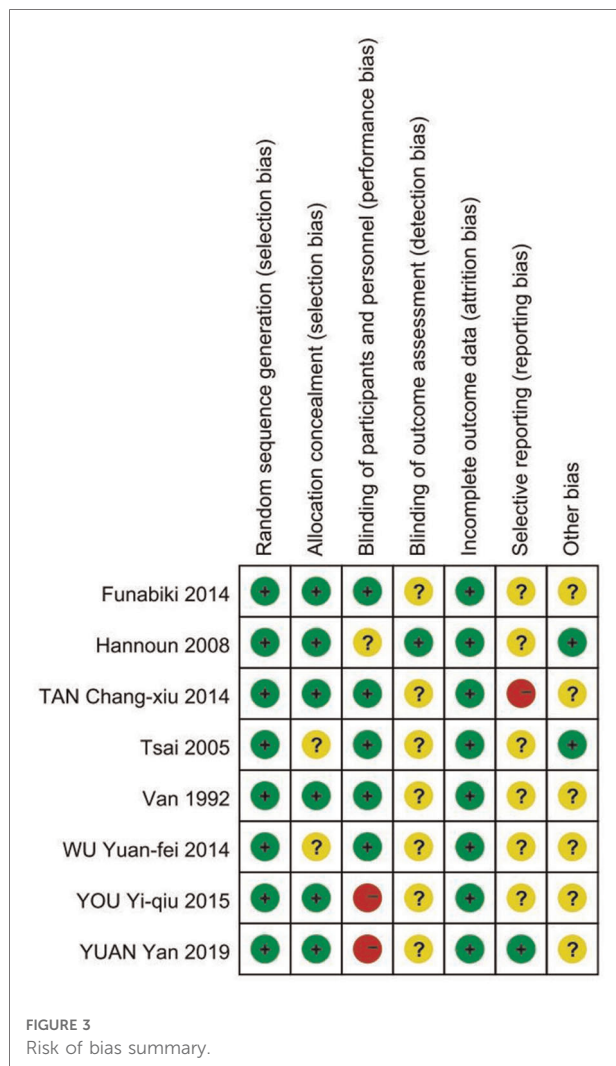 Random sequence generation (selection bias)
Allocation concealment (selection bias)
Blinding of participants and personnel (performance bias)
Blinding of outcome assessment (detection bias)
Incomplete outcome data (attrition bias)
Selective reporting (reporting bias)
Other bias
Funabiki 2014 + + + ? + ? ?
Hannoun 2008 + + ? + + ? +
TAN Chang-xiu 2014 + + + ? + - ?
Tsai 2005 + ? + ? + ? +
Van 1992 + + + ? + ? ?
WU Yuan-fei 2014 + ? + ? + ? ?
YOU Yi-qiu 2015 + + - ? + ? ?
YUAN Yan 2019 + + - ? + + ?
FIGURE 3
Risk of bias summary.